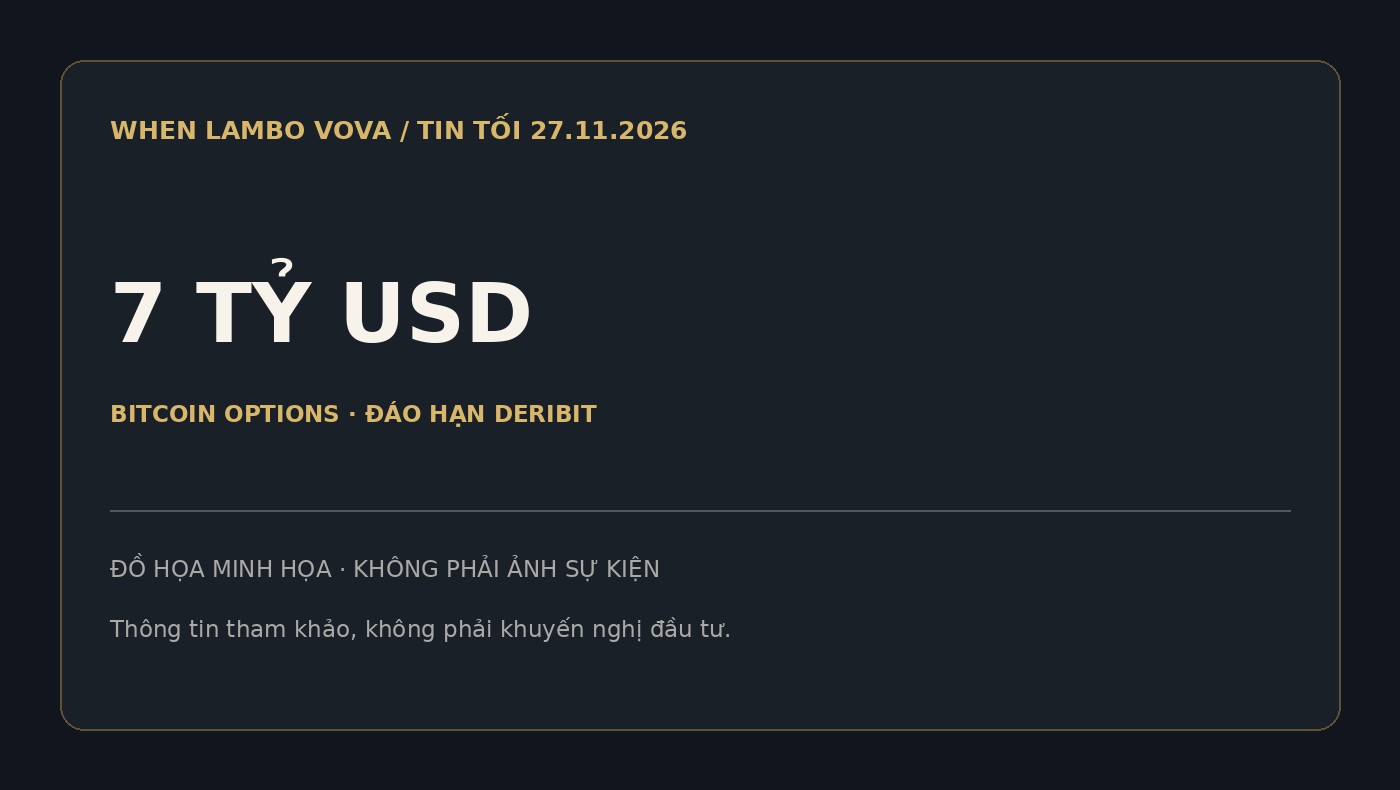 WHEN LAMBO VOVA / TIN TỐI 27.11.2026
7 TỶ USD
BITCOIN OPTIONS · ĐÁO HẠN DERIBIT
ĐỒ HỌA MINH HỌA · KHÔNG PHẢI ẢNH SỰ KIỆN
Thông tin tham khảo, không phải khuyến nghị đầu tư.